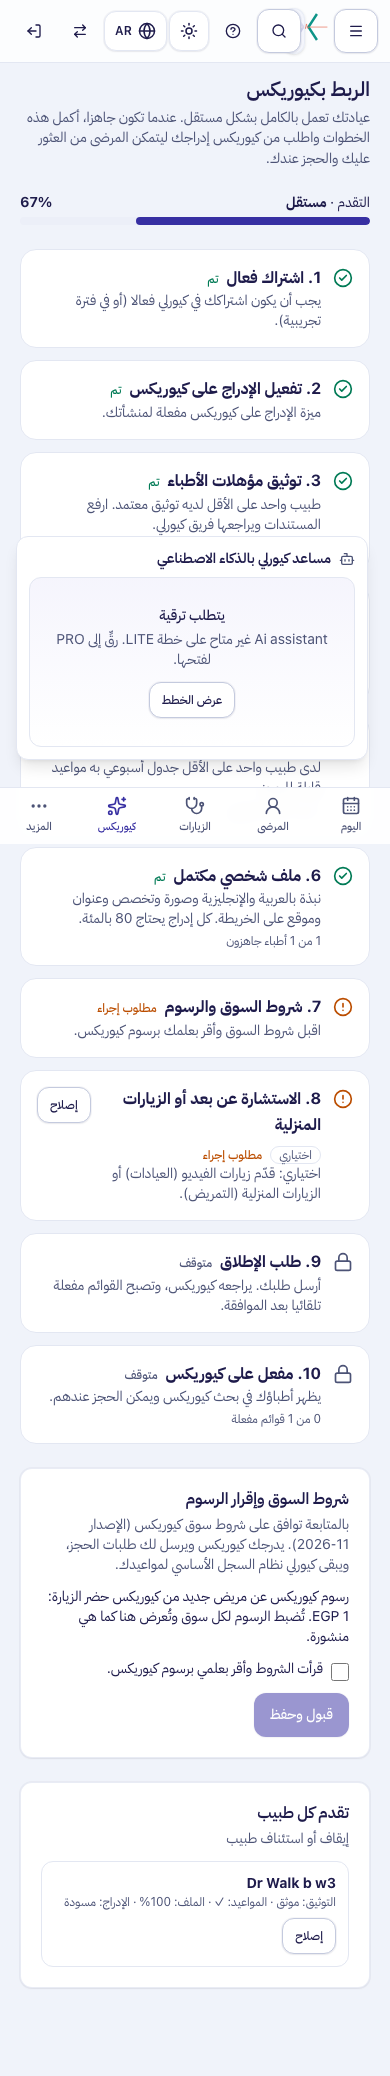 AR
الربط بكيوريكس
عيادتك تعمل بالكامل بشكل مستقل. عندما تكون جاهزا، أكمل هذه
الخطوات واطلب من كيوريكس إدراجك ليتمكن المرضى من العثور
عليك والحجز عندك.
التقدم · مستقل
67%
1. اشتراك فعال تم
يجب أن يكون اشتراكك في كيورلي فعالا (أو في فترة
تجريبية).
2. تفعيل الإدراج على كيوريكس تم
ميزة الإدراج على كيوريكس مفعلة لمنشأتك.
3. توثيق مؤهلات الأطباء تم
طبيب واحد على الأقل لديه توثيق معتمد. ارفع
المستندات ويراجعها فريق كيورلي.
مساعد كيورلي بالذكاء الاصطناعي
يتطلب ترقية
Ai assistant غير متاح على خطة LITE. رقِّ إلى PRO
لفتحها.
عرض الخطط
لدى طبيب واحد على الأقل جدول أسبوعي به مواعيد
اليوم
المرضى
الزيارات
كيوريكس
المزيد
6. ملف شخصي مكتمل تم
نبذة بالعربية والإنجليزية وصورة وتخصص وعنوان
وموقع على الخريطة. كل إدراج يحتاج 80 بالمئة.
1 من 1 أطباء جاهزون
7. شروط السوق والرسوم مطلوب إجراء
اقبل شروط السوق وأقر بعلمك برسوم كيوريكس.
8. الاستشارة عن بعد أو الزيارات
المنزلية
اختياري مطلوب إجراء
إصلاح
اختياري: قدّم زيارات الفيديو (العيادات) أو
الزيارات المنزلية (التمريض).
9. طلب الإطلاق متوقف
أرسل طلبك. يراجعه كيوريكس، وتصبح القوائم مفعلة
تلقائيا بعد الموافقة.
10. مفعل على كيوريكس متوقف
يظهر أطباؤك في بحث كيوريكس ويمكن الحجز عندهم.
0 من 1 قوائم مفعلة
شروط السوق وإقرار الرسوم
بالمتابعة توافق على شروط سوق كيوريكس (الإصدار
2026-11). يدرجك كيوريكس ويرسل لك طلبات الحجز،
ويبقى كيورلي نظام السجل الأساسي لمواعيدك.
رسوم كيوريكس عن مريض جديد من كيوريكس حضر الزيارة:
1 EGP. تُضبط الرسوم لكل سوق وتُعرض هنا كما هي
منشورة.
قرأت الشروط وأقر بعلمي برسوم كيوريكس.
قبول وحفظ
تقدم كل طبيب
إيقاف أو استئناف طبيب
Dr Walk b w3
التوثيق: موثق · المواعيد: ✓ · الملف: 100% · الإدراج: مسودة
إصلاح